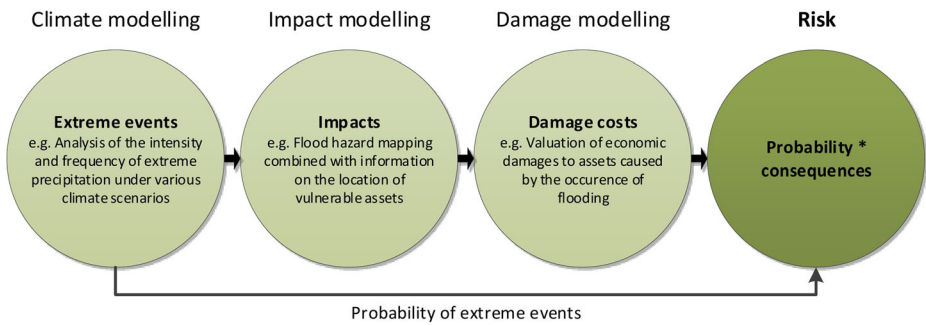 Climate modelling
Impact modelling
Damage modelling
Risk
Extreme events
e.g. Analysis of the intensity
and frequency of extreme
precipitation under various
climate scenarios
Impacts
e.g. Flood hazard mapping
combined with information
on the location of
vulnerable assets
Damage costs
e.g. Valuation of economic
damages to assets caused
by the occurence of
flooding
Probability *
consequences
Probability of extreme events